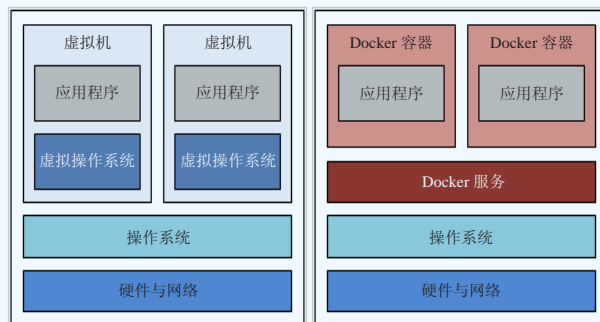 虚拟机
虚拟机
应用程序
应用程序
虚拟操作系统
虚拟操作系统
操作系统
硬件与网络
Docker 容器
Docker 容器
应用程序
应用程序
Docker 服务
操作系统
硬件与网络